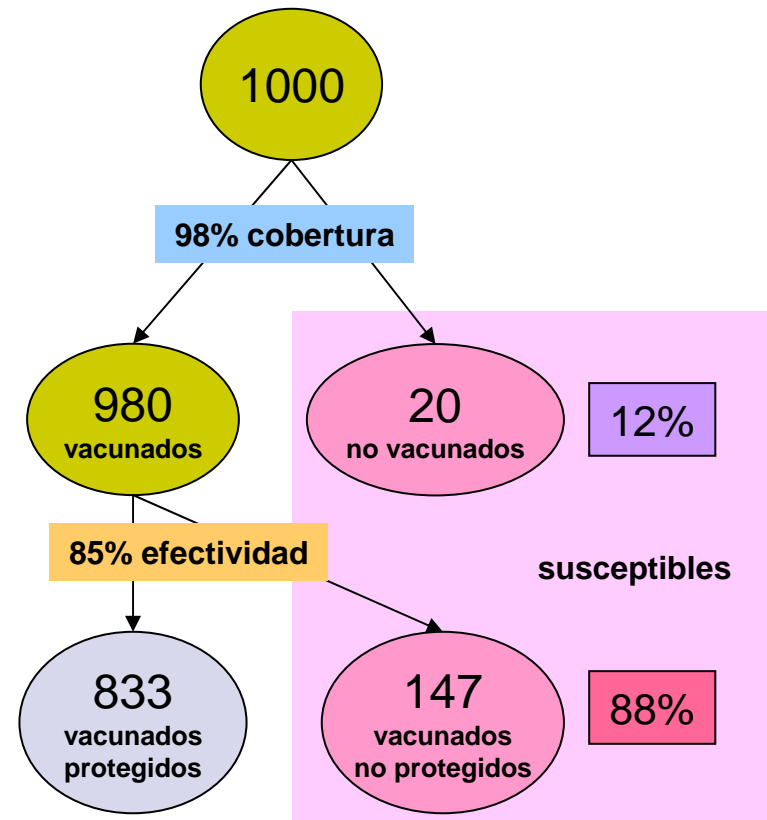 1000
98% cobertura
980
vacunados
20
no vacunados
12%
85% efectividad
susceptibles
833
vacunados
protegidos
147
vacunados
no protegidos
88%